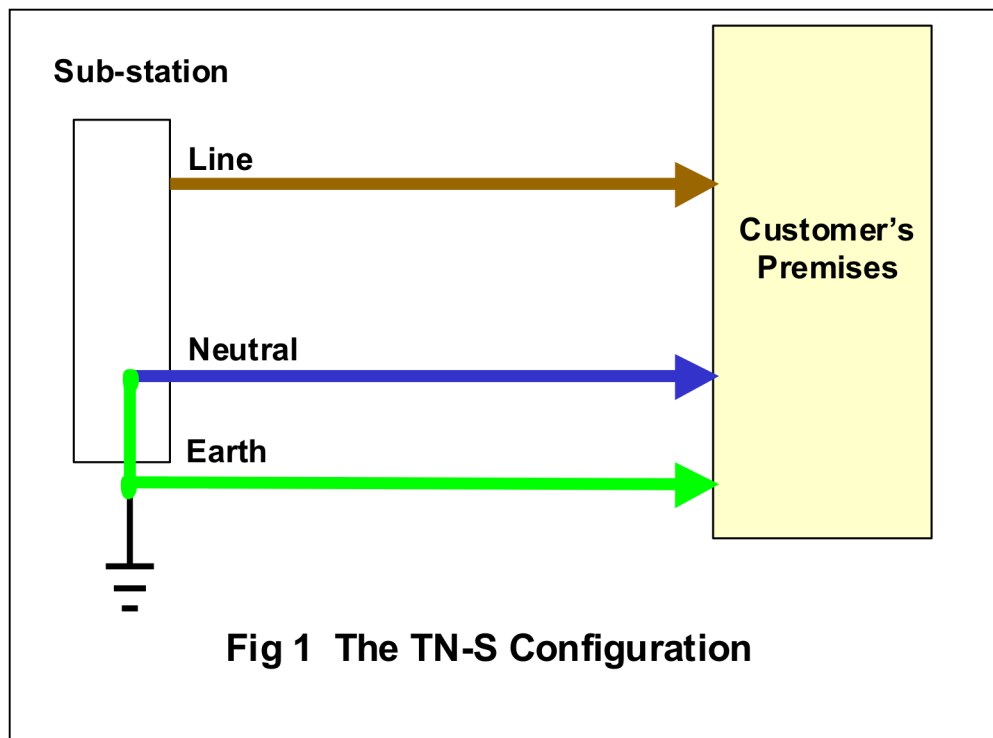 Sub-station
Line
Customer’s
Premises
Neutral
Earth
Fig 1  The TN-S Configuration